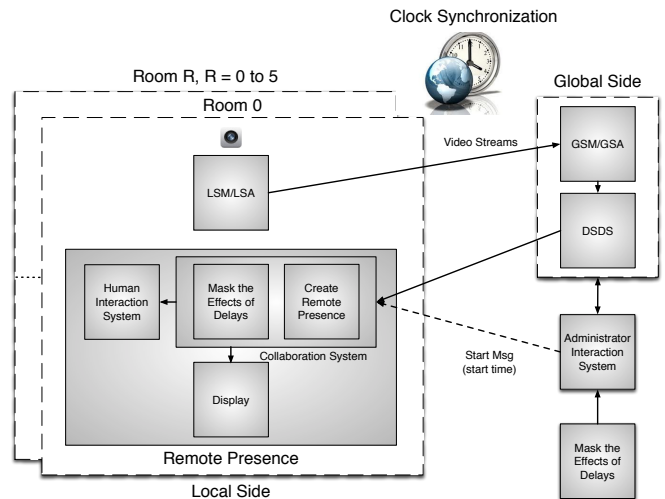 Clock Synchronization
Room R, R = 0 to 5
Global Side
Room 0
Video Streams
GSM/GSA
LSM/LSA
DSDS
Human
Interaction
System
Mask the
Effects of
Delays
Create
Remote
Presence
Collaboration System
Start Msg
(start time)
Administrator
Interaction
System
Display
Remote Presence
Mask the
Effects of
Delays
Local Side